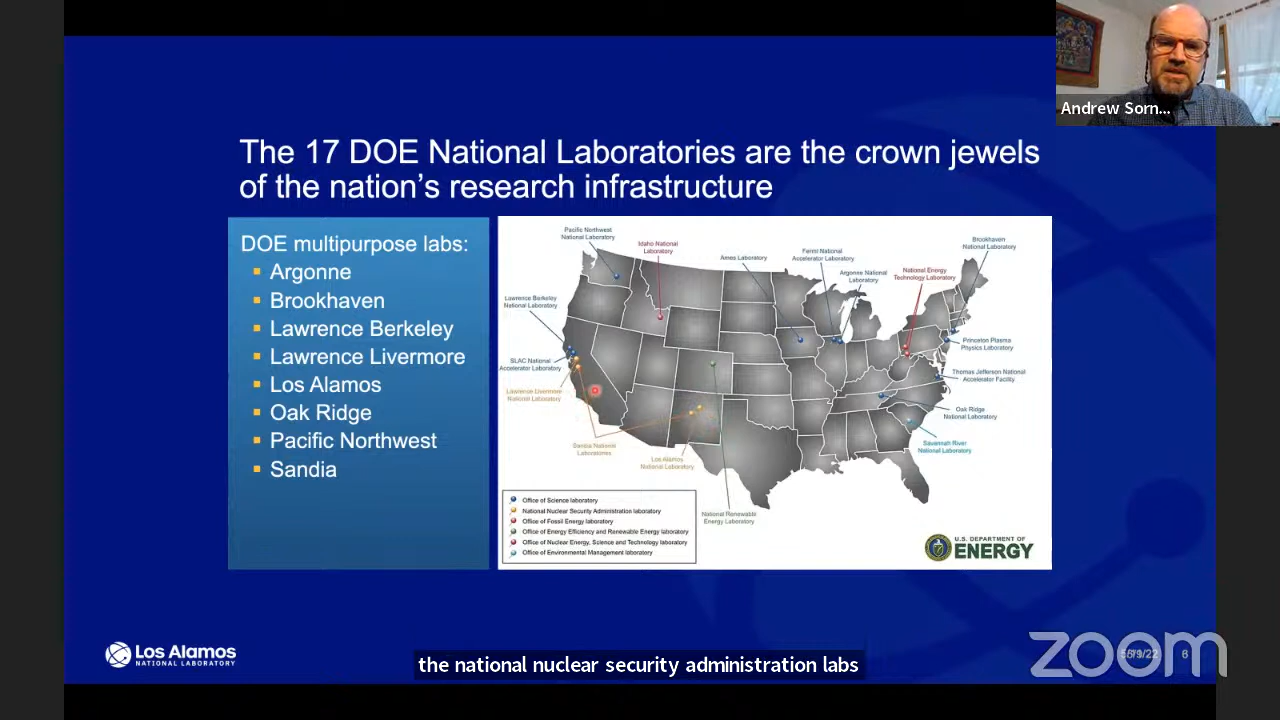 Andrew Sorn...
The 17 DOE National Laboratories are the crown jewels
of the nation's research infrastructure
DOE multipurpose labs:
Argonne
Brookhaven
Lawrence Berkeley
Lawrence Livermore
Los Alamos
Oak Ridge
Pacific Northwest
Sandia
Pacific Northwest
National Laboratory
Idaho National
Laboratory
Ames Laboratory
Fermi National
Accelerator Laboratory
Argonne National
Laboratory
National Energy
Technology Laboratory
Brookhaven
National Laboratory
Lawrence Berkeley
National Laboratory
SLAC National
Accelerator Laboratory
Lawrence Livermore
National Laboratory
Sandia National
Laboratories
Los Alamos
National Laboratory
National Renewable
Energy Laboratory
Princeton Plasma
Physics Laboratory
Thomas Jefferson National
Accelerator Facility
Oak Ridge
National Laboratory
Savannah River
National Laboratory
Office of Science laboratory
National Nuclear Security Administration laboratory
Office of Fossil Energy laboratory
Office of Energy Efficiency and Renewable Energy laboratory
Office of Nuclear Energy, Science and Technology laboratory
Office of Environmental Management laboratory
U.S. DEPARTMENT OF
ENERGY
Los Alamos
NATIONAL LABORATORY
the national nuclear security administration labs
zoom
6